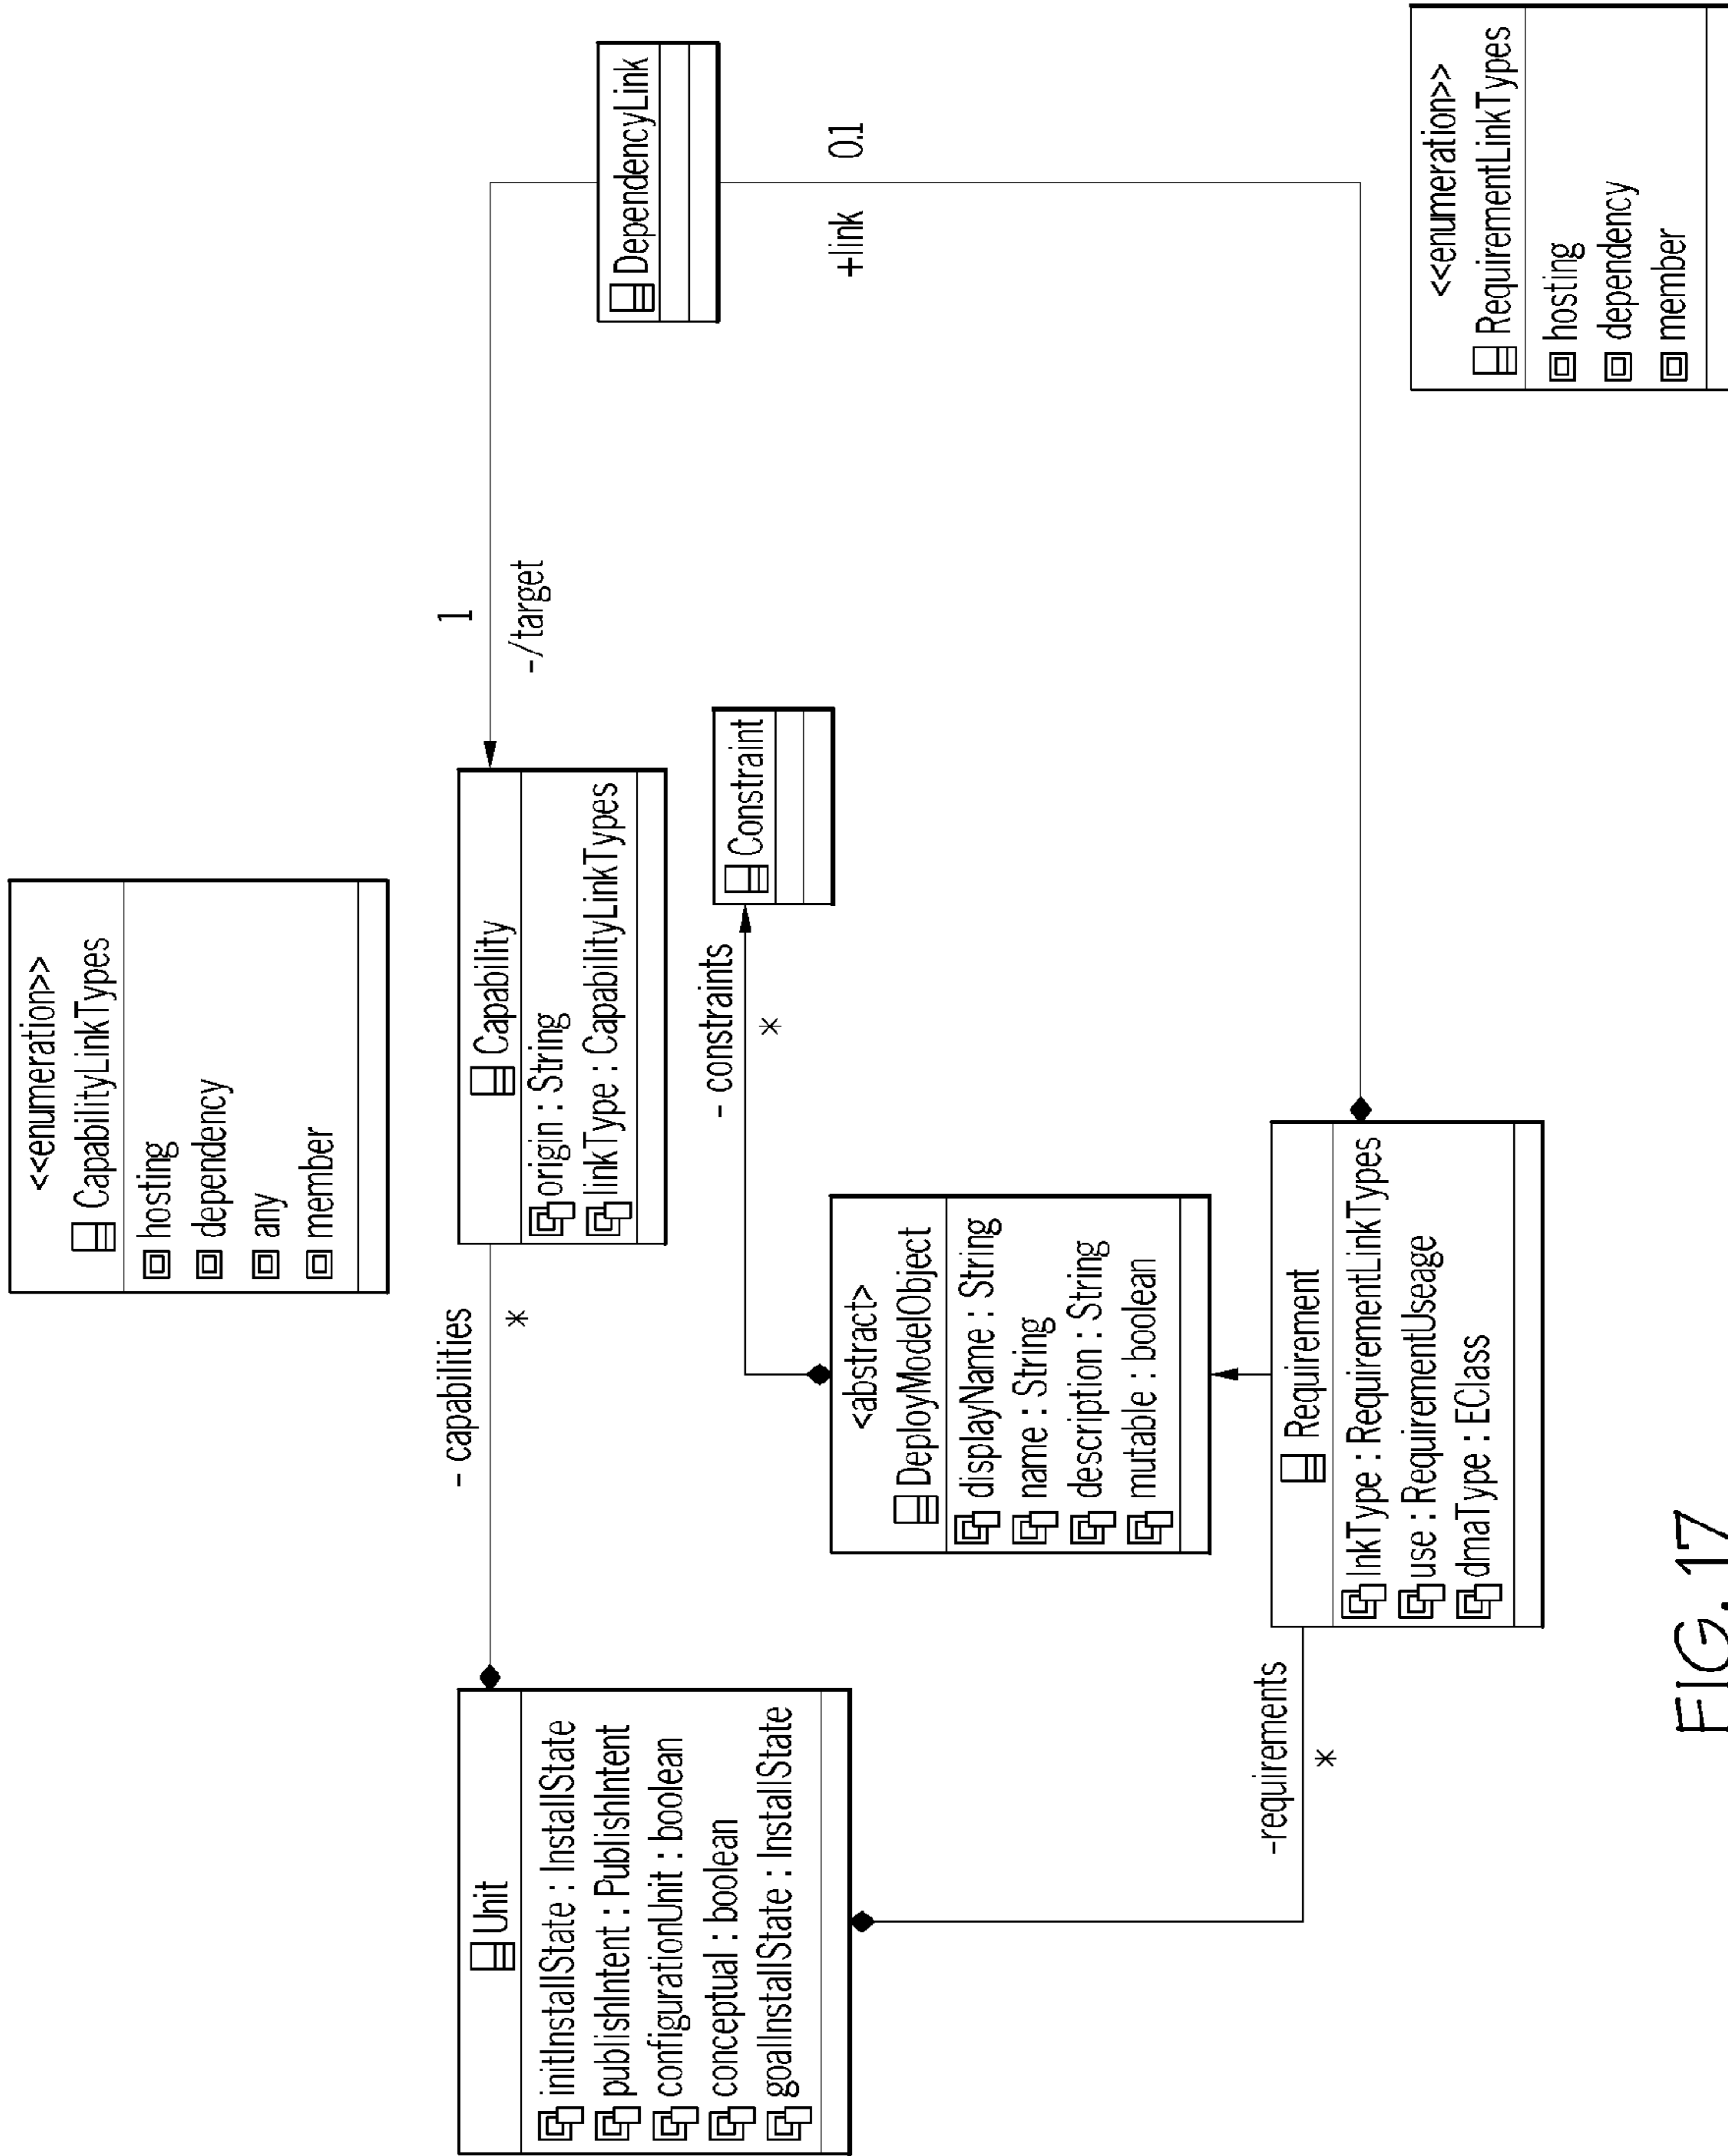 <<enumeration>>
CapabilityLinkTypes
hosting
dependency
any
member
Unit
initInstallState : InstallState
publishIntent : PublishIntent
configurationUnit : boolean
conceptual : boolean
goalInstallState : InstallState
- capabilities
*
Capability
origin : String
linkType : CapabilityLinkTypes
1
-/target
DependencyLink
- constraints
*
Constraint
<abstract>
DeployModelObject
displayName : String
name : String
description : String
mutable : boolean
+link 0.1
-requirements
*
Requirement
lnkType : RequirementLinkTypes
use : RequirementUseage
dmaType : EClass
<<enumeration>>
RequirementLinkTypes
hosting
dependency
member
FIG. 17